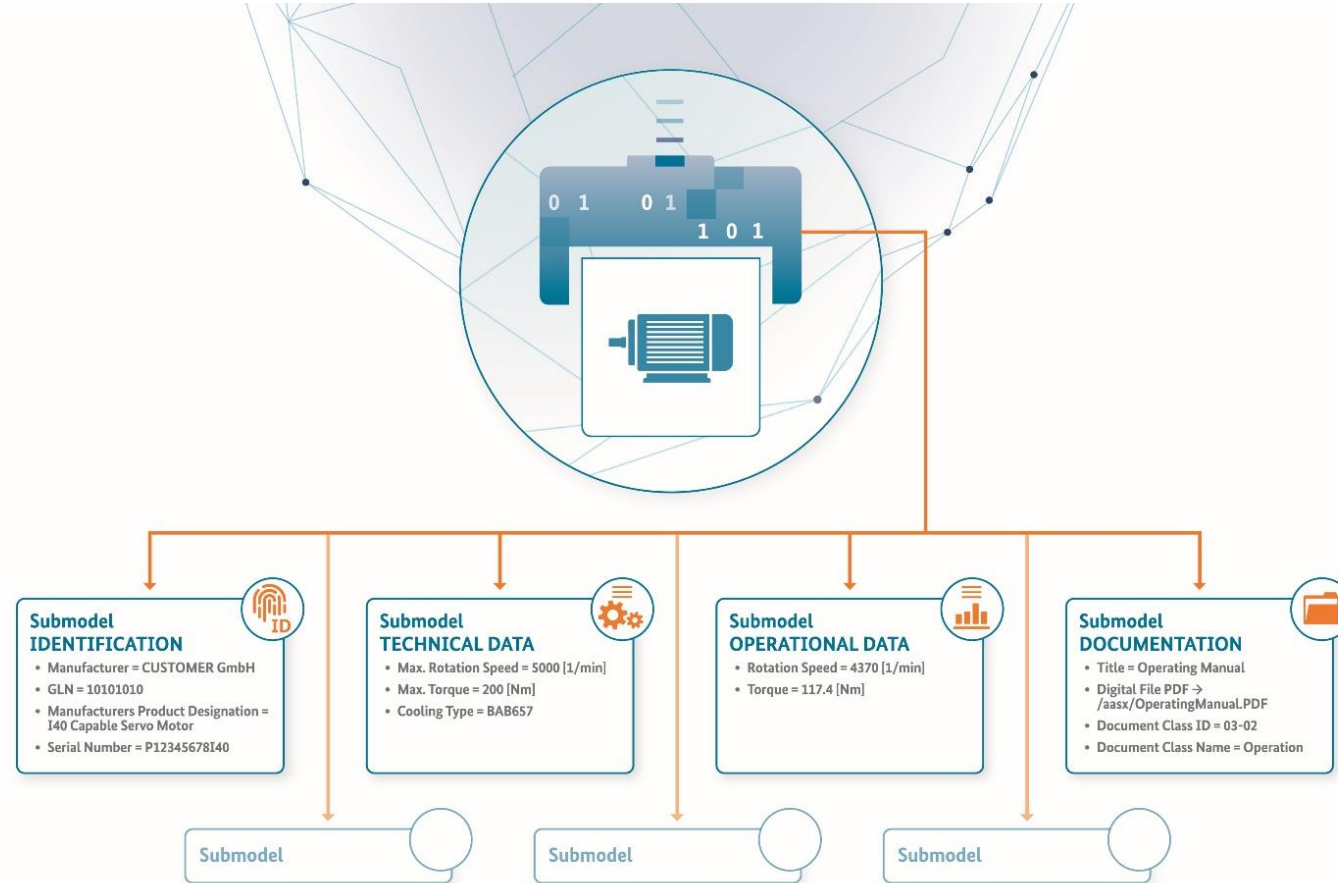 0 1 0 1
1 0 1
ID
Submodel
IDENTIFICATION
• Manufacturer = CUSTOMER GmbH
• GLN = 10101010
• Manufacturers Product Designation =
I40 Capable Servo Motor
• Serial Number = P12345678I40
Submodel
TECHNICAL DATA
• Max. Rotation Speed = 5000 [1/min]
• Max. Torque = 200 [Nm]
• Cooling Type = BAB657
Submodel
OPERATIONAL DATA
• Rotation Speed = 4370 [1/min]
• Torque = 117.4 [Nm]
Submodel
DOCUMENTATION
• Title = Operating Manual
• Digital File PDF →
/aasx/OperatingManual.PDF
• Document Class ID = 03-02
• Document Class Name = Operation
Submodel
Submodel
Submodel